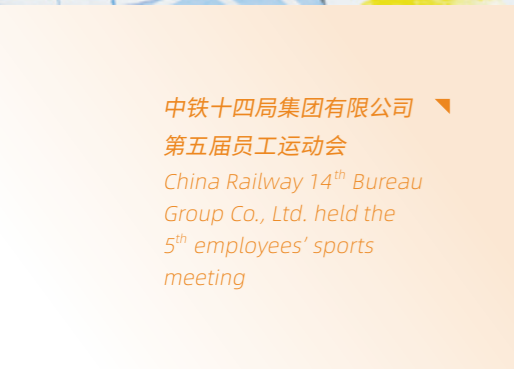 中铁十四局集团有限公司
第五届员工运动会
China Railway 14th Bureau
Group Co., Ltd. held the
5th employees’ sports
meeting